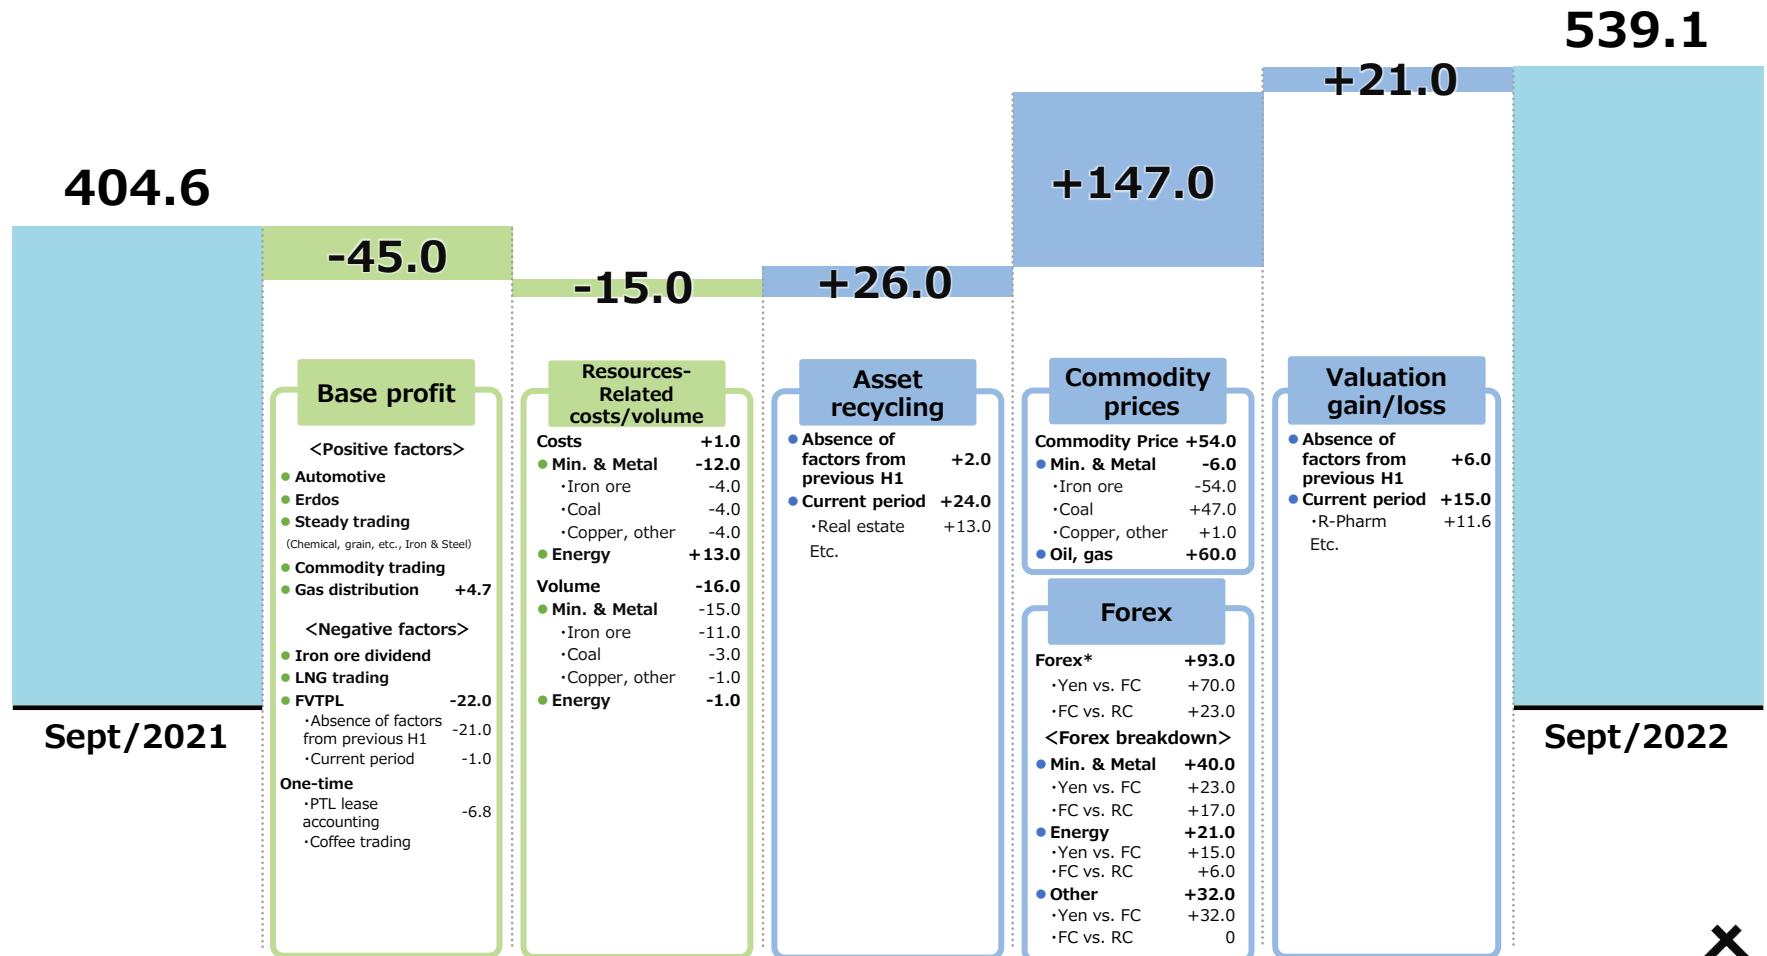 539.1
+21.0
404.6
+147.0
-45.0
-15.0
+26.0
Sept/2021
Base profit
<Positive factors>
● Automotive
● Erdos
● Steady trading
(Chemical, grain, etc., Iron & Steel)
● Commodity trading
● Gas distribution +4.7
<Negative factors>
● Iron ore dividend
● LNG trading
● FVTPL -22.0
・Absence of factors
from previous H1 -21.0
・Current period -1.0
One-time
・PTL lease
accounting -6.8
・Coffee trading
Resources-
Related
costs/volume
Costs +1.0
● Min. & Metal -12.0
・Iron ore -4.0
・Coal -4.0
・Copper, other -4.0
● Energy +13.0
Volume -16.0
● Min. & Metal -15.0
・Iron ore -11.0
・Coal -3.0
・Copper, other -1.0
● Energy -1.0
Asset
recycling
● Absence of
factors from +2.0
previous H1
● Current period +24.0
・Real estate +13.0
Etc.
Commodity
prices
Commodity Price +54.0
● Min. & Metal -6.0
・Iron ore -54.0
・Coal +47.0
・Copper, other +1.0
● Oil, gas +60.0
Forex
Forex* +93.0
・Yen vs. FC +70.0
・FC vs. RC +23.0
<Forex breakdown>
● Min. & Metal +40.0
・Yen vs. FC +23.0
・FC vs. RC +17.0
● Energy +21.0
・Yen vs. FC +15.0
・FC vs. RC +6.0
● Other +32.0
・Yen vs. FC +32.0
・FC vs. RC 0
Valuation
gain/loss
● Absence of
factors from +6.0
previous H1
● Current period +15.0
・R-Pharm +11.6
Etc.
Sept/2022
×